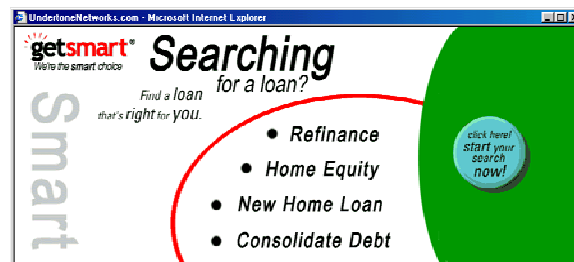 UndertoneNetworks.com - Microsoft Internet Explorer
getsmart®
We're the smart choice
Searching
for a loan?
Find a loan
that's right for you.
Smart
• Refinance
• Home Equity
• New Home Loan
• Consolidate Debt
click here!
start your
search
now!